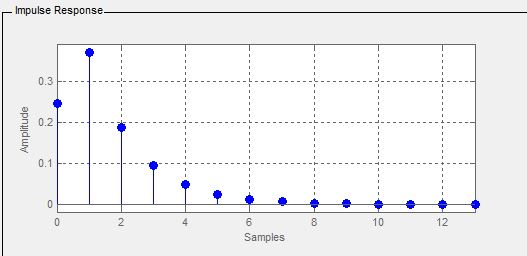 Impulse Response
0.3
0.2
0.1
0
Amplitude
0 2 4 6 8 10 12
Samples